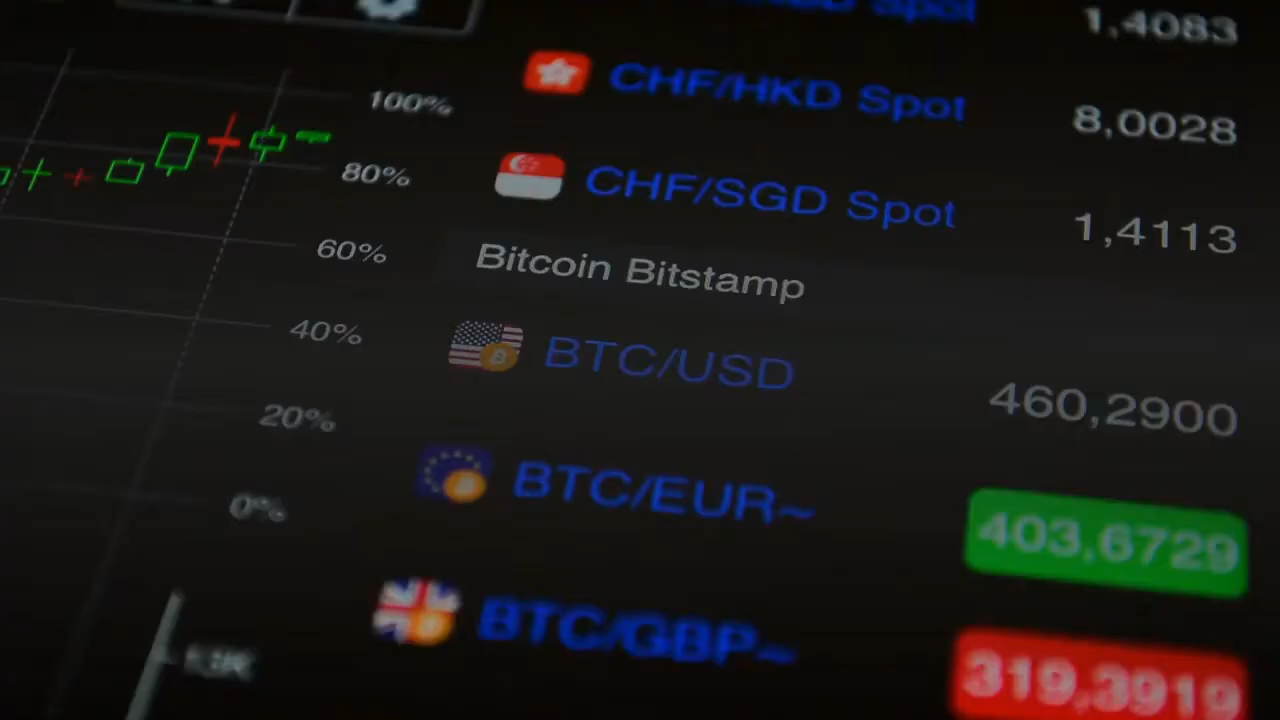 Spot
1,4083
CHF/HKD Spot
8,0028
CHF/SGD Spot
1,4113
Bitcoin Bitstamp
BTC/USD
460,2900
BTC/EUR~
403,6729
BTC/GBP~
319,3919
100%
80%
60%
40%
20%
0%